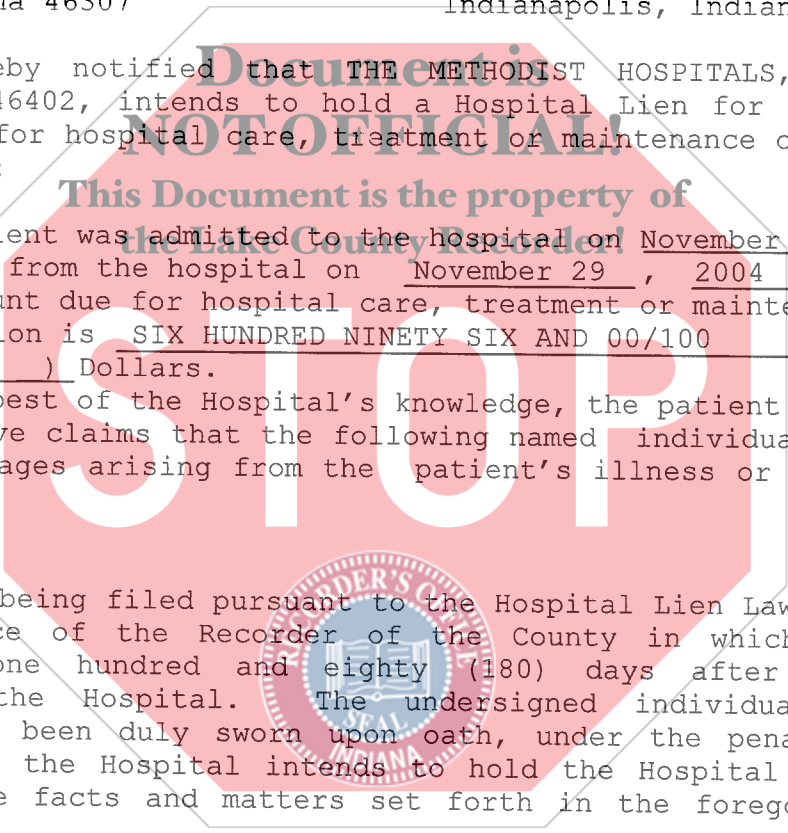 na 46307 Indianapolis, Indian
eby notified that THE METHODIST HOSPITALS,
46402, intends to hold a Hospital Lien for
for hospital care, treatment or maintenance o
:
ient was admitted to the hospital on November
from the hospital on November 29 , 2004
unt due for hospital care, treatment or mainte
ion is SIX HUNDRED NINETY SIX AND 00/100
) Dollars.
best of the Hospital's knowledge, the patient
ve claims that the following named individua
ages arising from the patient's illness or
being filed pursuant to the Hospital Lien Law
ce of the Recorder of the County in which
one hundred and eighty (180) days after
the Hospital. The undersigned individua
been duly sworn upon oath, under the pena
the Hospital intends to hold the Hospital
e facts and matters set forth in the forego
Document is
NOT OFFICIAL!
This Document is the property of
the Lake County Recorder!
STOP
RECORDER'S OFFICE
SEAL
INDIANA